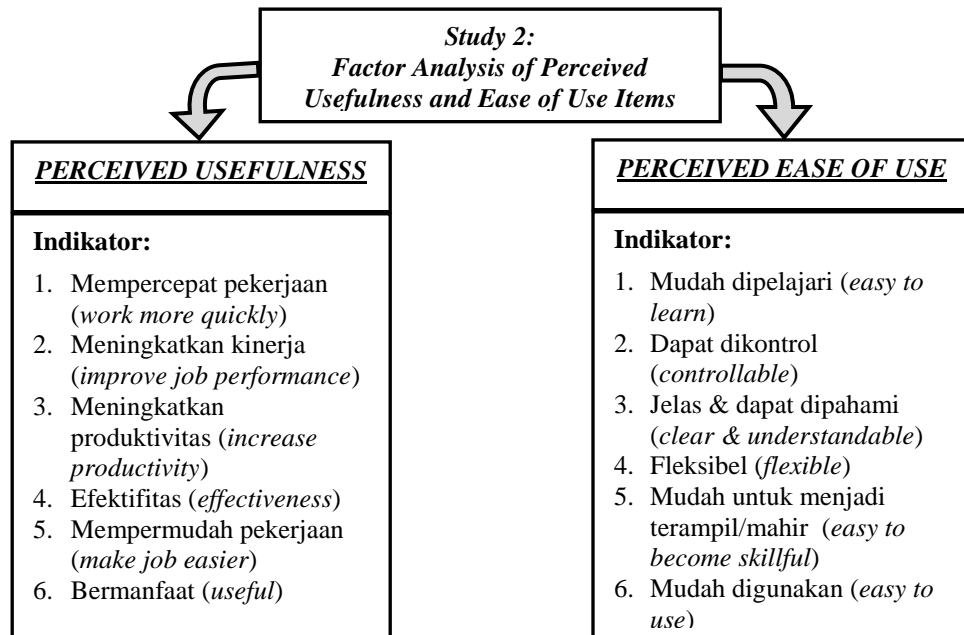 Study 2:
Factor Analysis of Perceived
Usefulness and Ease of Use Items
PERCEIVED USEFULNESS
Indikator:
1. Mempercepat pekerjaan
(work more quickly)
2. Meningkatkan kinerja
(improve job performance)
3. Meningkatkan
produktivitas (increase
productivity)
4. Efektifitas (effectiveness)
5. Mempermudah pekerjaan
(make job easier)
6. Bermanfaat (useful)
PERCEIVED EASE OF USE
Indikator:
1. Mudah dipelajari (easy to
learn)
2. Dapat dikontrol
(controllable)
3. Jelas & dapat dipahami
(clear & understandable)
4. Fleksibel (flexible)
5. Mudah untuk menjadi
terampil/mahir (easy to
become skillful)
6. Mudah digunakan (easy to
use)